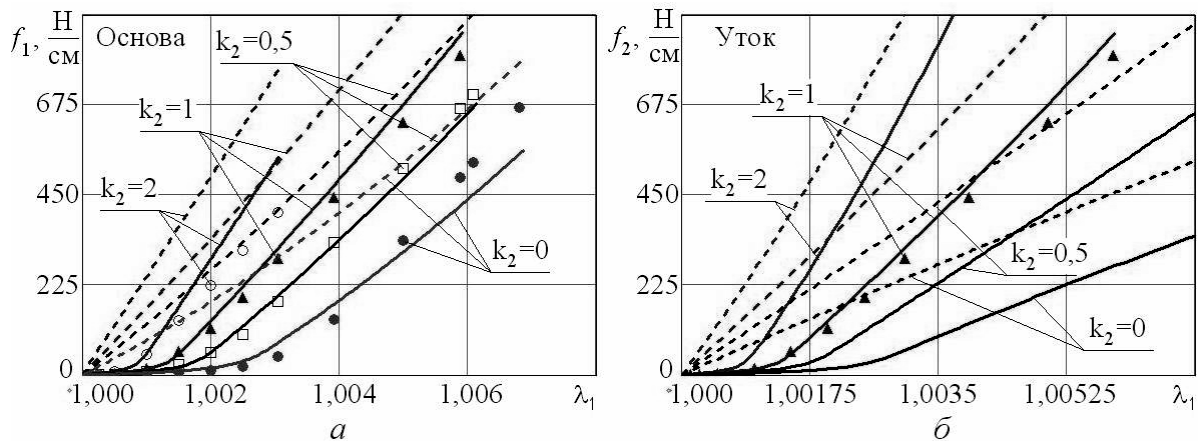 f₁, Н/см Основа
k₂=0,5
675
k₂=1
450
k₂=2
k₂=0
225
0
1,000 1,002 1,004 1,006 λ₁
а
f₂, Н/см Уток
k₂=1
675
450
k₂=2
k₂=0,5
225
k₂=0
0
1,000 1,00175 1,0035 1,00525 λ₁
б